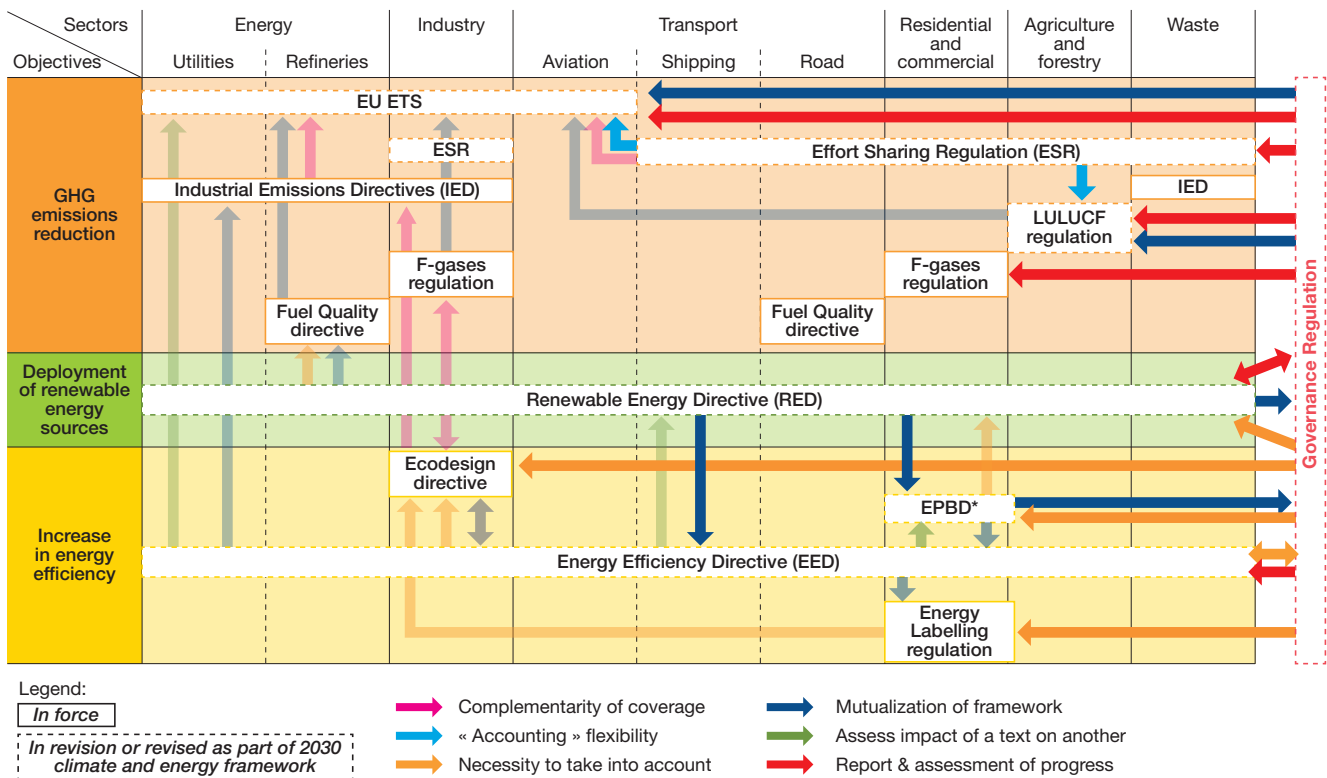 Sectors
Energy
Industry
Transport
Residential
and
commercial
Agriculture
and
forestry
Waste
Objectives
Utilities
Refineries
Aviation
Shipping
Road
EU ETS
ESR
Effort Sharing Regulation (ESR)
GHG
emissions
reduction
Industrial Emissions Directives (IED)
IED
LULUCF
regulation
F-gases
regulation
F-gases
regulation
Fuel Quality
directive
Fuel Quality
directive
Governance Regulation
Deployment
of renewable
energy
sources
Renewable Energy Directive (RED)
Ecodesign
directive
EPBD*
Increase
in energy
efficiency
Energy Efficiency Directive (EED)
Energy
Labelling
regulation
Legend:
In force
In revision or revised as part of 2030
climate and energy framework
Complementarity of coverage
« Accounting » flexibility
Necessity to take into account
Mutualization of framework
Assess impact of a text on another
Report & assessment of progress